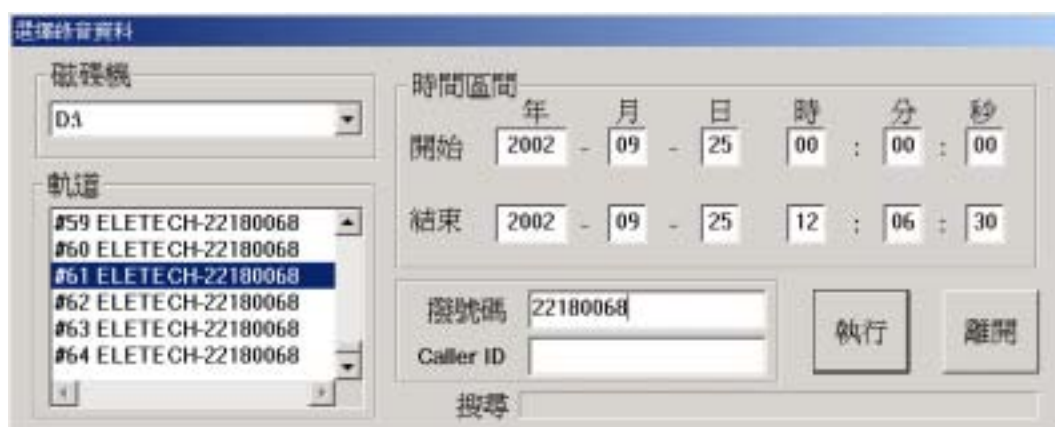 選擇錄音資料
磁碟機
D:\
軌道
#59 ELETECH-22180068
#60 ELETECH-22180068
#61 ELETECH-22180068
#62 ELETECH-22180068
#63 ELETECH-22180068
#64 ELETECH-22180068
時間區間
年 月 日 時 分 秒
開始 2002 - 09 - 25 00 : 00 : 00
結束 2002 - 09 - 25 12 : 06 : 30
撥號碼 22180068
Caller ID
執行
離開
搜尋